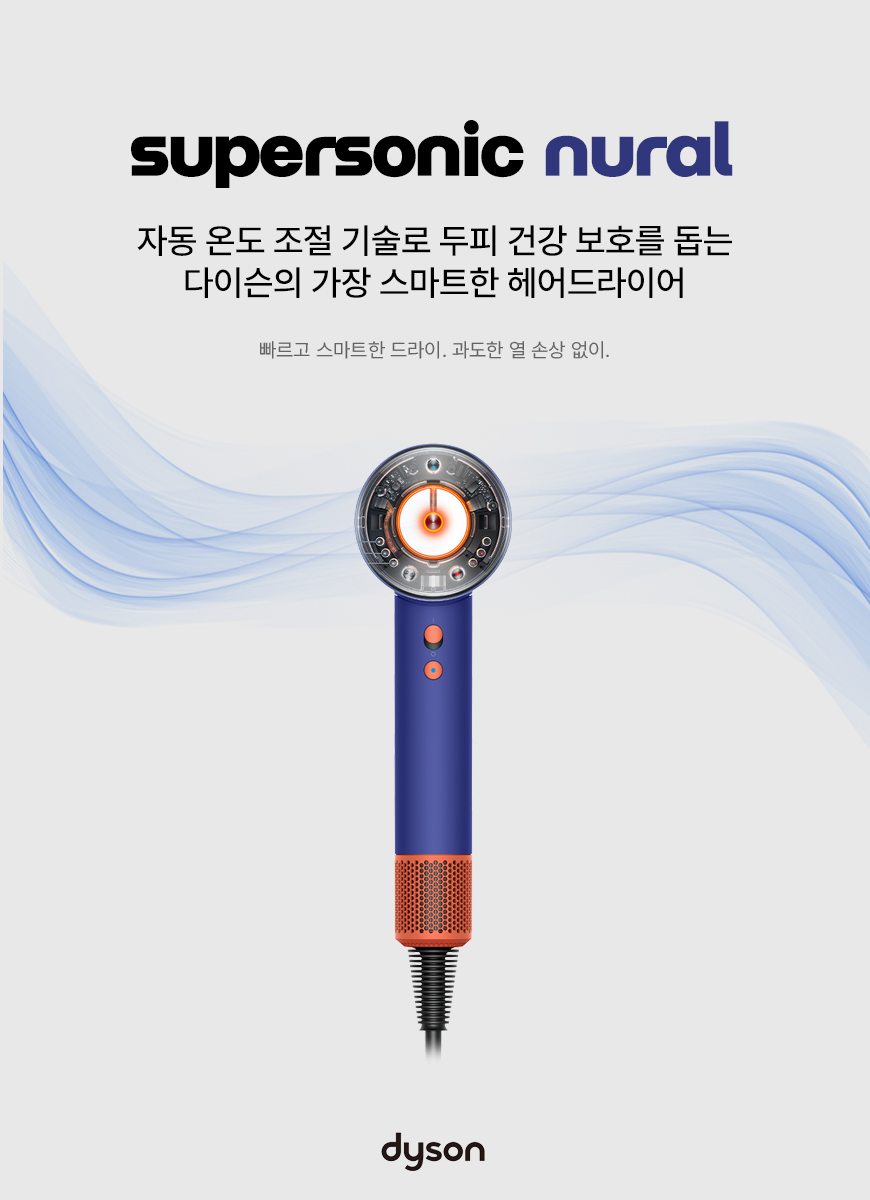 supersonic nural
자동 온도 조절 기술로 두피 건강 보호를 돕는
다이슨의 가장 스마트한 헤어드라이어
빠르고 스마트한 드라이. 과도한 열 손상 없이.
dyson